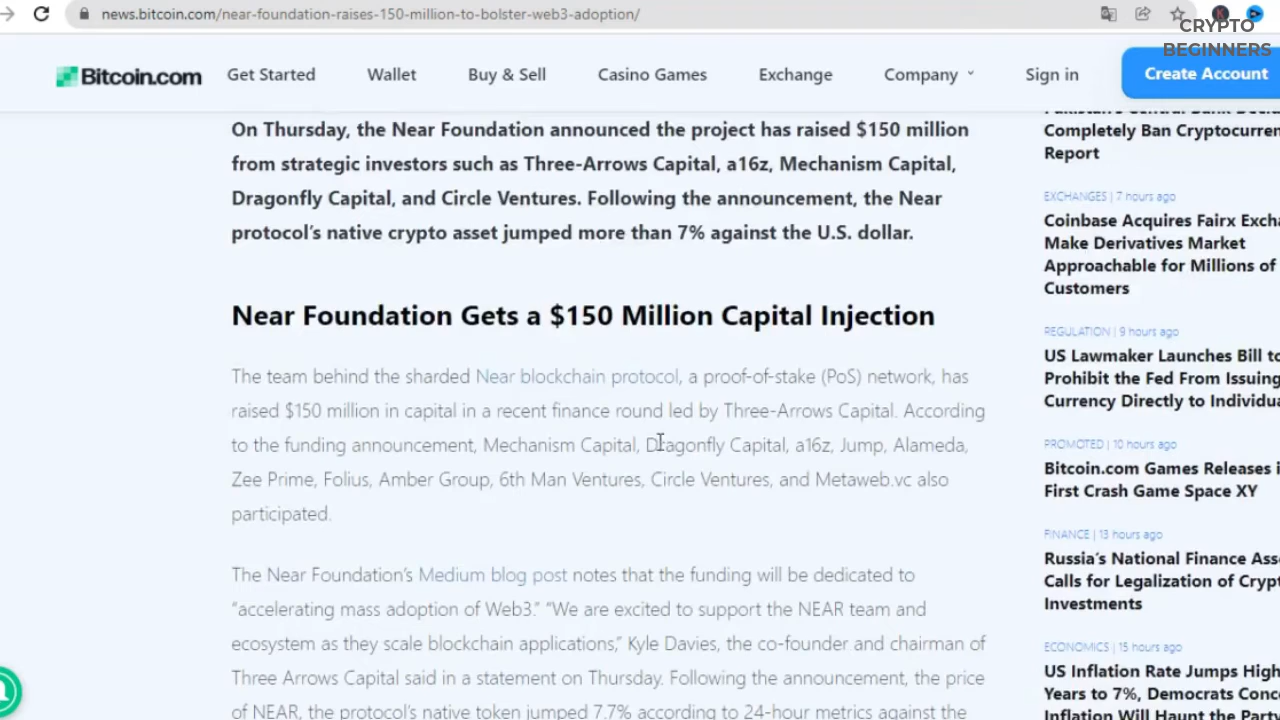 news.bitcoin.com/near-foundation-raises-150-million-to-bolster-web3-adoption/
CRYPTO
BEGINNERS
Bitcoin.com
Get Started
Wallet
Buy & Sell
Casino Games
Exchange
Company
Sign in
Create Account
On Thursday, the Near Foundation announced the project has raised $150 million
from strategic investors such as Three-Arrows Capital, a16z, Mechanism Capital,
Dragonfly Capital, and Circle Ventures. Following the announcement, the Near
protocol's native crypto asset jumped more than 7% against the U.S. dollar.
Near Foundation Gets a $150 Million Capital Injection
The team behind the sharded Near blockchain protocol, a proof-of-stake (PoS) network, has
raised $150 million in capital in a recent finance round led by Three-Arrows Capital. According
to the funding announcement, Mechanism Capital, Dragonfly Capital, a16z, Jump, Alameda,
Zee Prime, Folius, Amber Group, 6th Man Ventures, Circle Ventures, and Metaweb.vc also
participated.
The Near Foundation's Medium blog post notes that the funding will be dedicated to
“accelerating mass adoption of Web3.” “We are excited to support the NEAR team and
ecosystem as they scale blockchain applications,” Kyle Davies, the co-founder and chairman of
Three Arrows Capital said in a statement on Thursday. Following the announcement, the price
of NEAR, the protocol's native token jumped 7.7% according to 24-hour metrics against the
Completely Ban
Report
EXCHANGES | 7 hours ago
Coinbase Acquires Fairx
Make Derivatives Market
Approachable for Millions of
Customers
REGULATION | 9 hours ago
US Lawmaker Launches Bill
Prohibit the Fed From
Currency Directly to
PROMOTED | 10 hours ago
Bitcoin.com Games Releases
First Crash Game Space XY
FINANCE | 13 hours ago
Russia's National Finance
Calls for Legalization of
Investments
ECONOMICS | 15 hours ago
US Inflation Rate Jumps
Years to 7%, Democrats
Inflation Will Haunt the